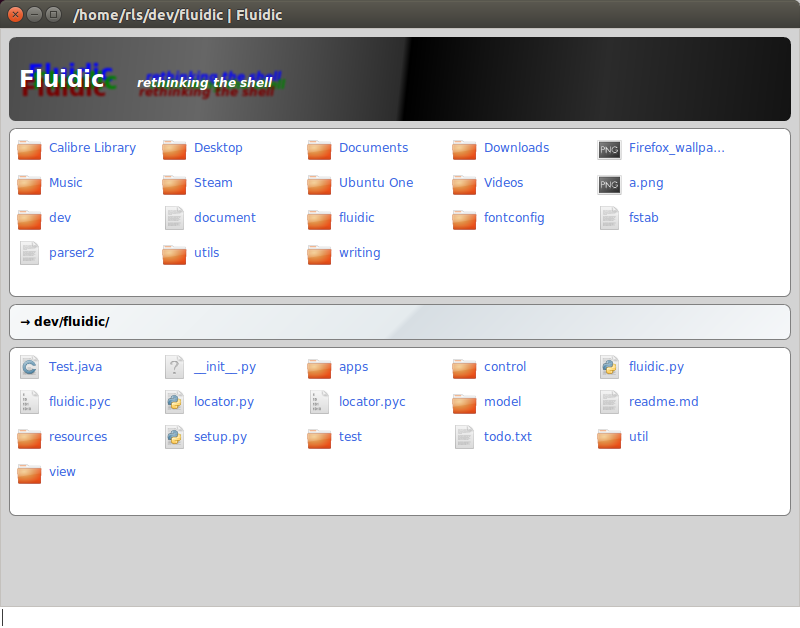 /home/rls/dev/fluidic | Fluidic
Fluidic rethinking the shell
Calibre Library Desktop Documents Downloads PNG Firefox_wallpa...
Music Steam Ubuntu One Videos PNG a.png
dev document fluidic fontconfig fstab
parser2 utils writing
→ dev/fluidic/
Test.java __init__.py apps control fluidic.py
fluidic.pyc locator.py locator.pyc model readme.md
resources setup.py test todo.txt util
view